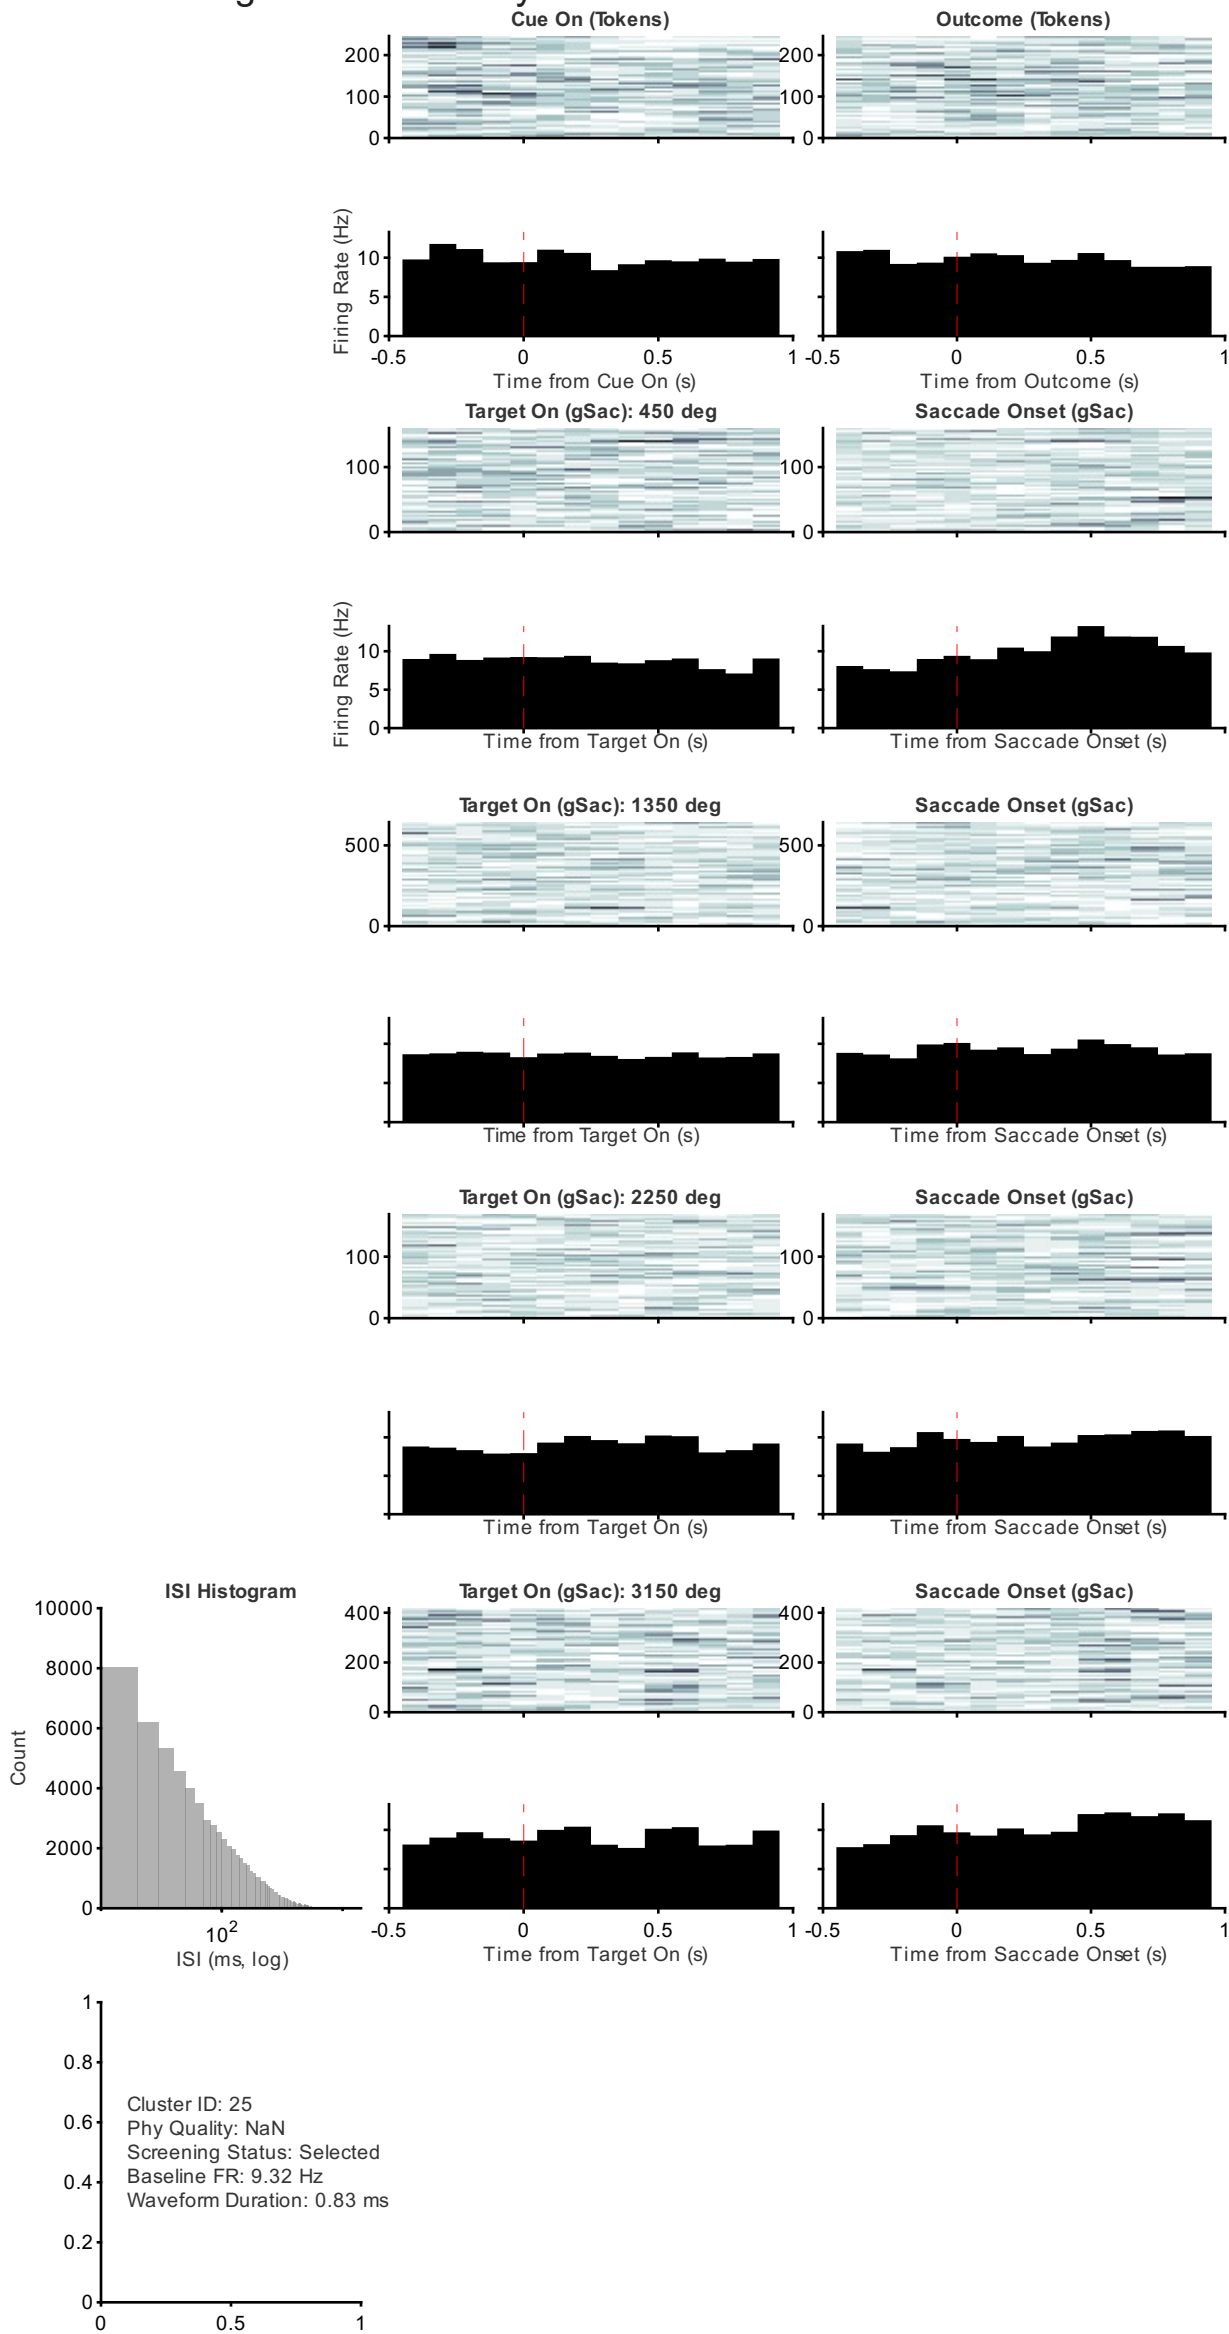 Cue On (Tokens)
Outcome (Tokens)
200
100
0
200
100
0
Firing Rate (Hz)
10
5
0
-0.5
0
0.5
1
-0.5
0
0.5
1
Time from Cue On (s)
Time from Outcome (s)
Target On (gSac): 450 deg
Saccade Onset (gSac)
100
0
100
0
Firing Rate (Hz)
10
5
0
Time from Target On (s)
Time from Saccade Onset (s)
Target On (gSac): 1350 deg
Saccade Onset (gSac)
500
0
500
0
Time from Target On (s)
Time from Saccade Onset (s)
Target On (gSac): 2250 deg
Saccade Onset (gSac)
100
0
100
0
Time from Target On (s)
Time from Saccade Onset (s)
ISI Histogram
Target On (gSac): 3150 deg
Saccade Onset (gSac)
10000
8000
6000
4000
2000
0
Count
10²
ISI (ms, log)
400
200
0
400
200
0
-0.5
0
0.5
1
-0.5
0
0.5
1
Time from Target On (s)
Time from Saccade Onset (s)
1
0.8
0.6
0.4
0.2
0
Cluster ID: 25
Phy Quality: NaN
Screening Status: Selected
Baseline FR: 9.32 Hz
Waveform Duration: 0.83 ms
0
0.5
1